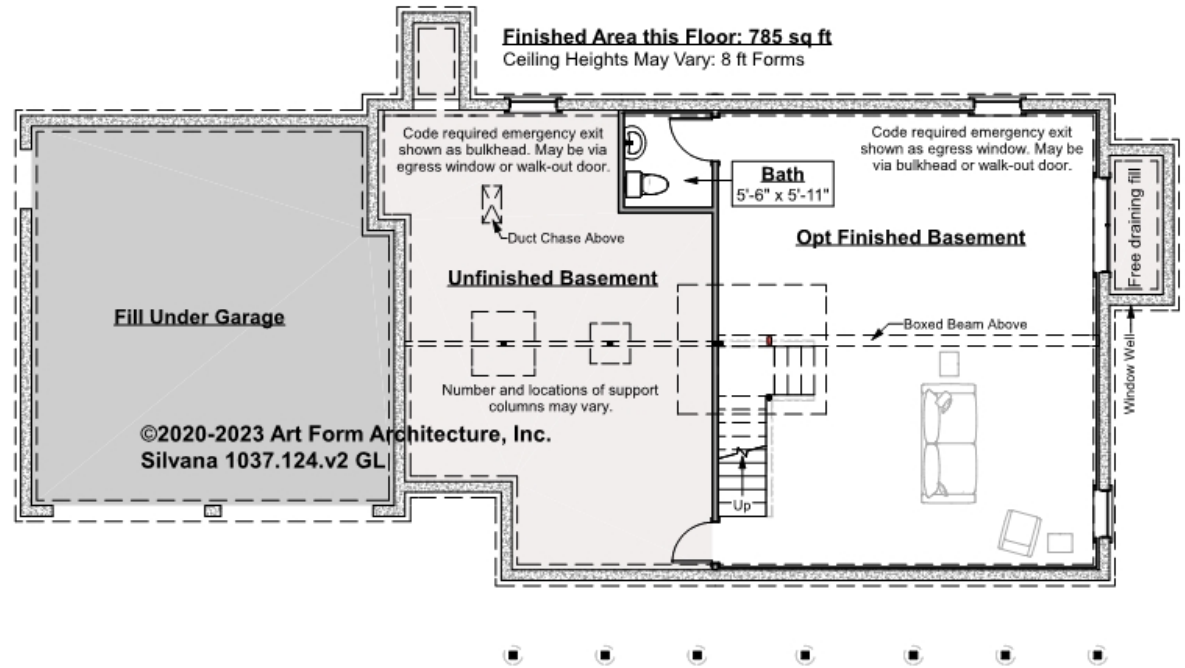 Finished Area this Floor: 785 sq ft
Ceiling Heights May Vary: 8 ft Forms
Code required emergency exit
shown as bulkhead. May be via
egress window or walk-out door.
Code required emergency exit
shown as egress window. May be
via bulkhead or walk-out door.
Bath
5'-6" x 5'-11"
Free draining fill
Duct Chase Above
Opt Finished Basement
Unfinished Basement
Fill Under Garage
Boxed Beam Above
Window Well
Number and locations of support
columns may vary.
©2020-2023 Art Form Architecture, Inc.
Silvana 1037.124.v2 GL
Up